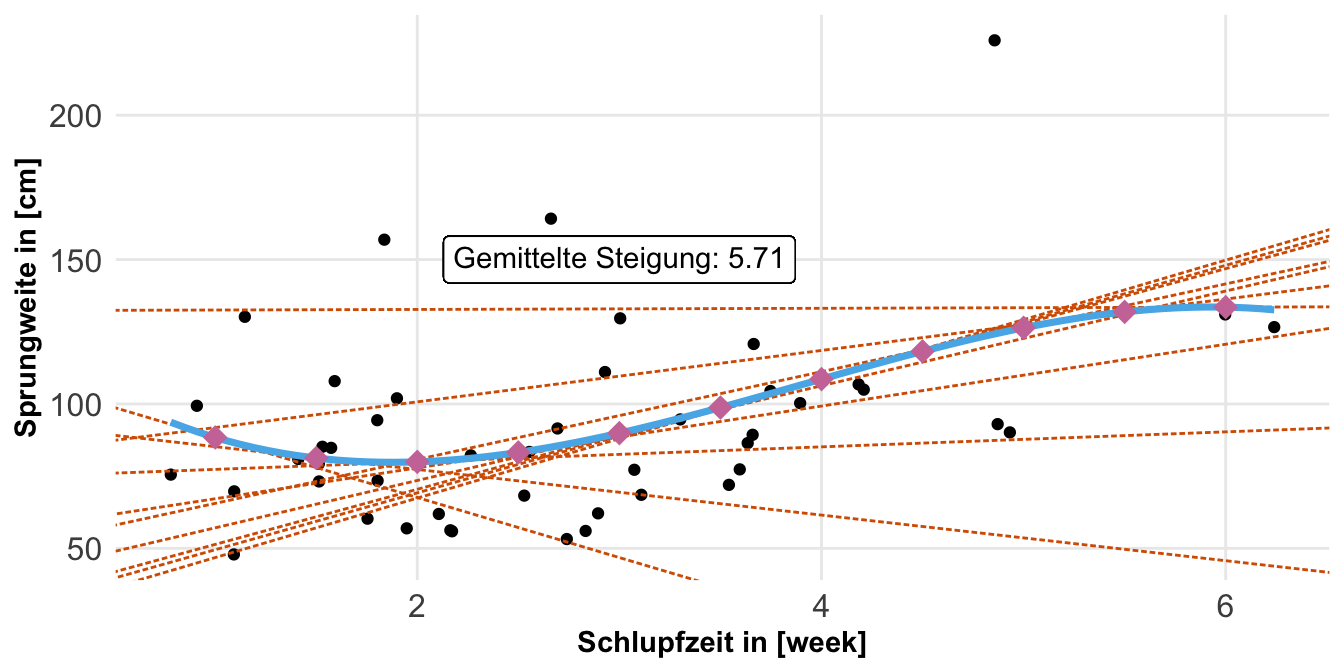 200
150
100
50
Sprungweite in [cm]
Gemittelte Steigung: 5.71
2
4
6
Schlupfzeit in [week]